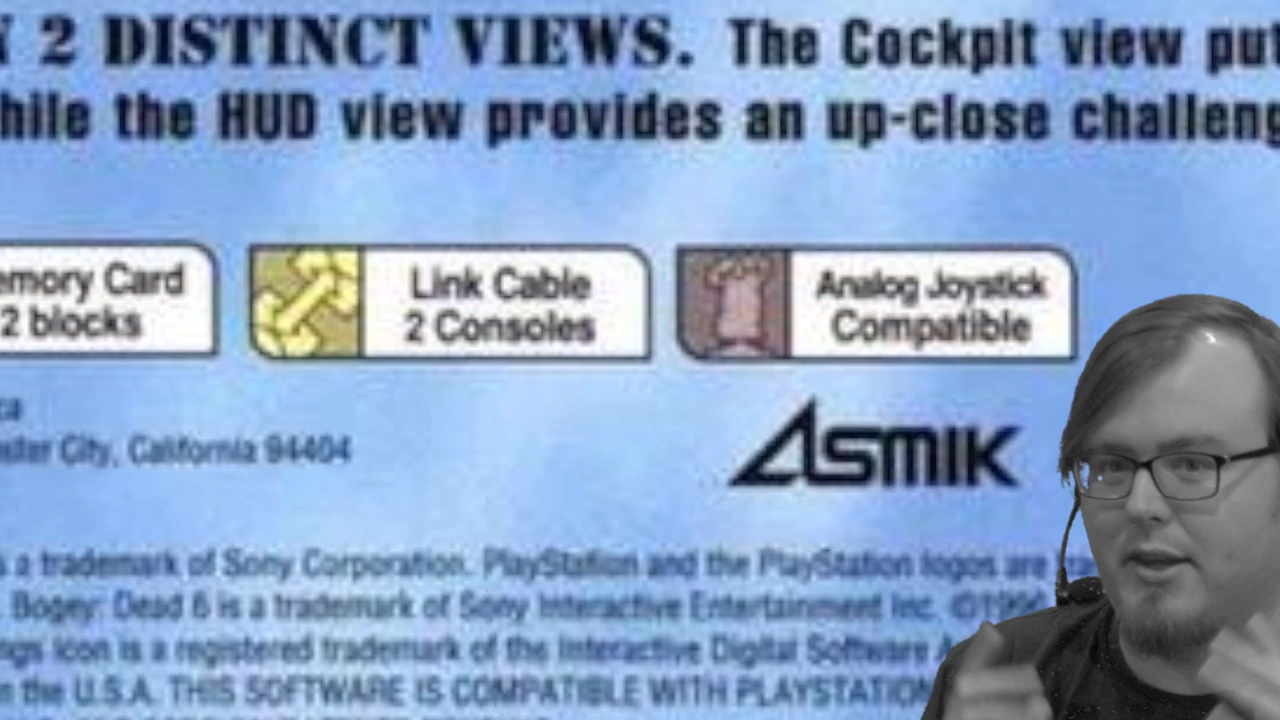 2 DISTINCT VIEWS. The Cockpit view put
hile the HUD view provides an up-close challeng
emory Card
2 blocks
Link Cable
2 Consoles
Analog Joystick
Compatible
ca
ster City, California 94404
ASMIK
s a trademark of Sony Corporation. PlayStation and the PlayStation logos are
. Bogey: Dead 6 is a trademark of Sony Interactive Entertainment Inc. ©199
ngs Icon is a registered trademark of the Interactive Digital Software A
n the U.S.A. THIS SOFTWARE IS COMPATIBLE WITH PLAYSTATION